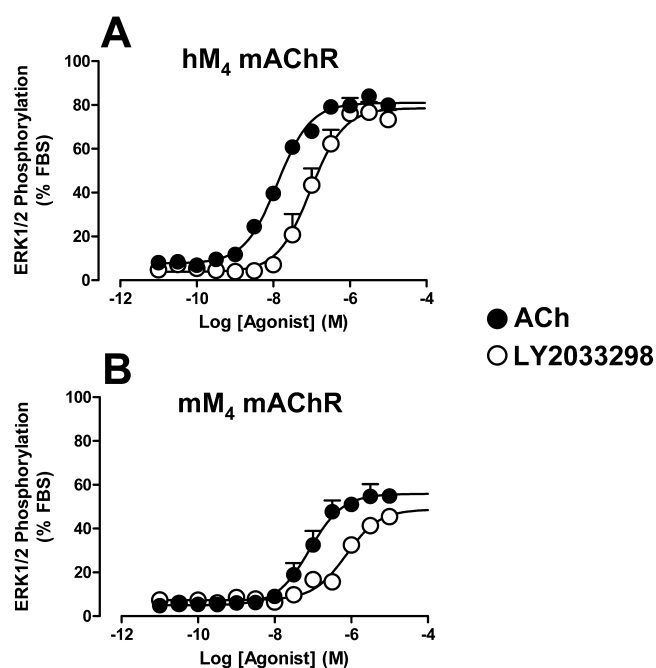 A
hM4 mAChR
ERK1/2 Phosphorylation
(% FBS)
100
80
60
40
20
0
-12 -10 -8 -6 -4
Log [Agonist] (M)
ACh
LY2033298
B
mM4 mAChR
ERK1/2 Phosphorylation
(% FBS)
100
80
60
40
20
0
-12 -10 -8 -6 -4
Log [Agonist] (M)